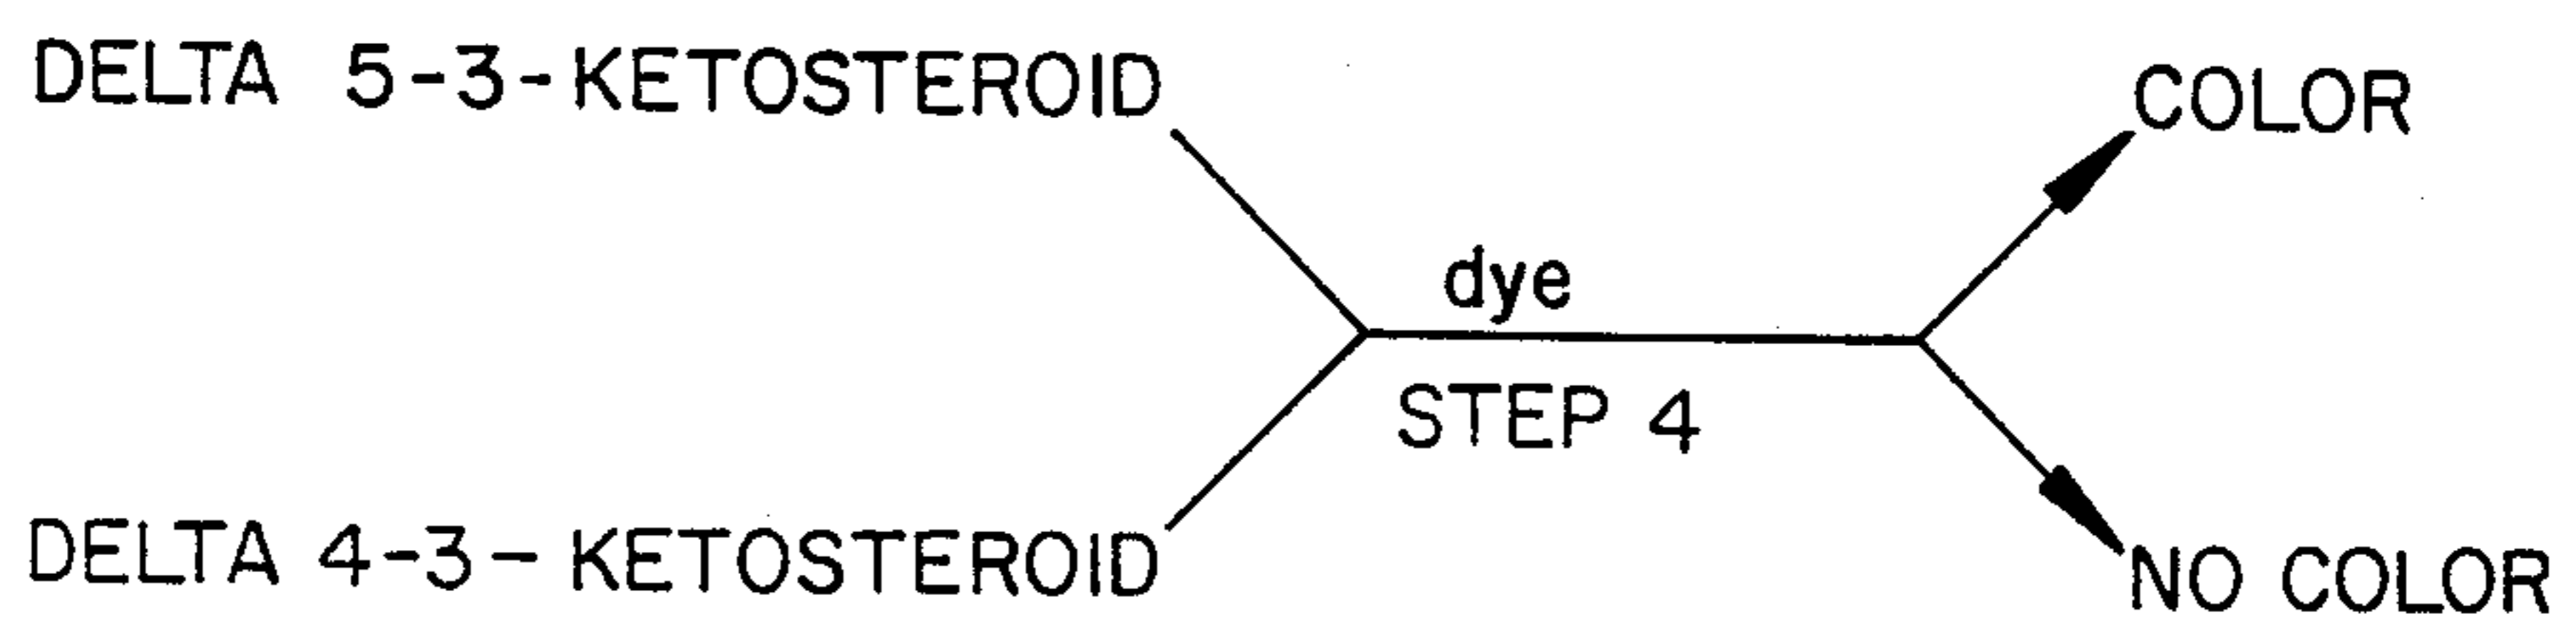 DELTA 5-3-KETOSTEROID
COLOR
dye
STEP 4
DELTA 4-3-KETOSTEROID
NO COLOR